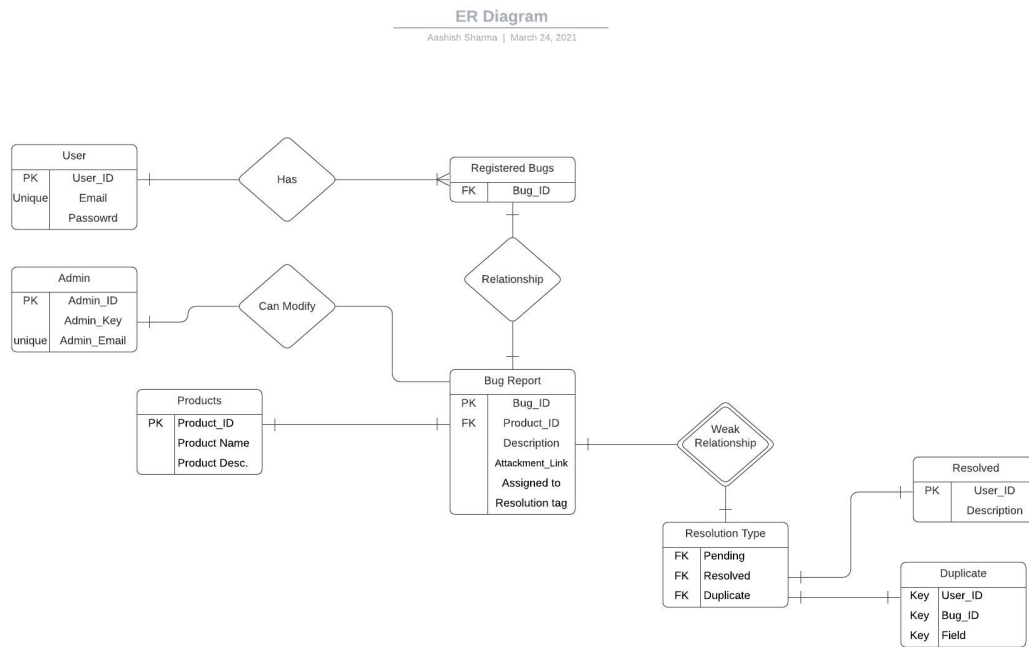 ER Diagram
Aashish Sharma | March 24, 2021
User
PK User_ID
Unique Email
Passowrd
Has
Registered Bugs
FK Bug_ID
Relationship
Admin
PK Admin_ID
Admin_Key
unique Admin_Email
Can Modify
Products
PK Product_ID
Product Name
Product Desc.
Bug Report
PK Bug_ID
FK Product_ID
Description
Attackment_Link
Assigned to
Resolution tag
Weak
Relationship
Resolution Type
FK Pending
FK Resolved
FK Duplicate
Resolved
PK User_ID
Description
Duplicate
Key User_ID
Key Bug_ID
Key Field